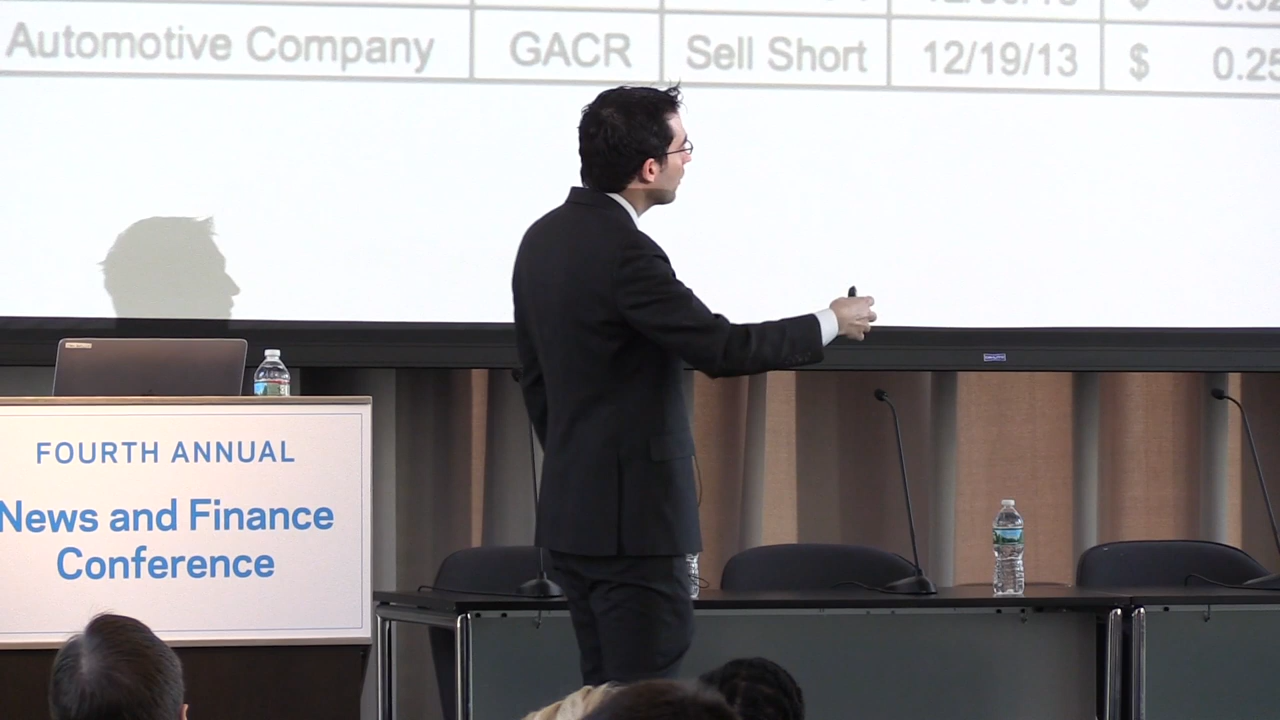 Automotive Company GACR Sell Short 12/19/13 $ 0.25
FOURTH ANNUAL
News and Finance
Conference